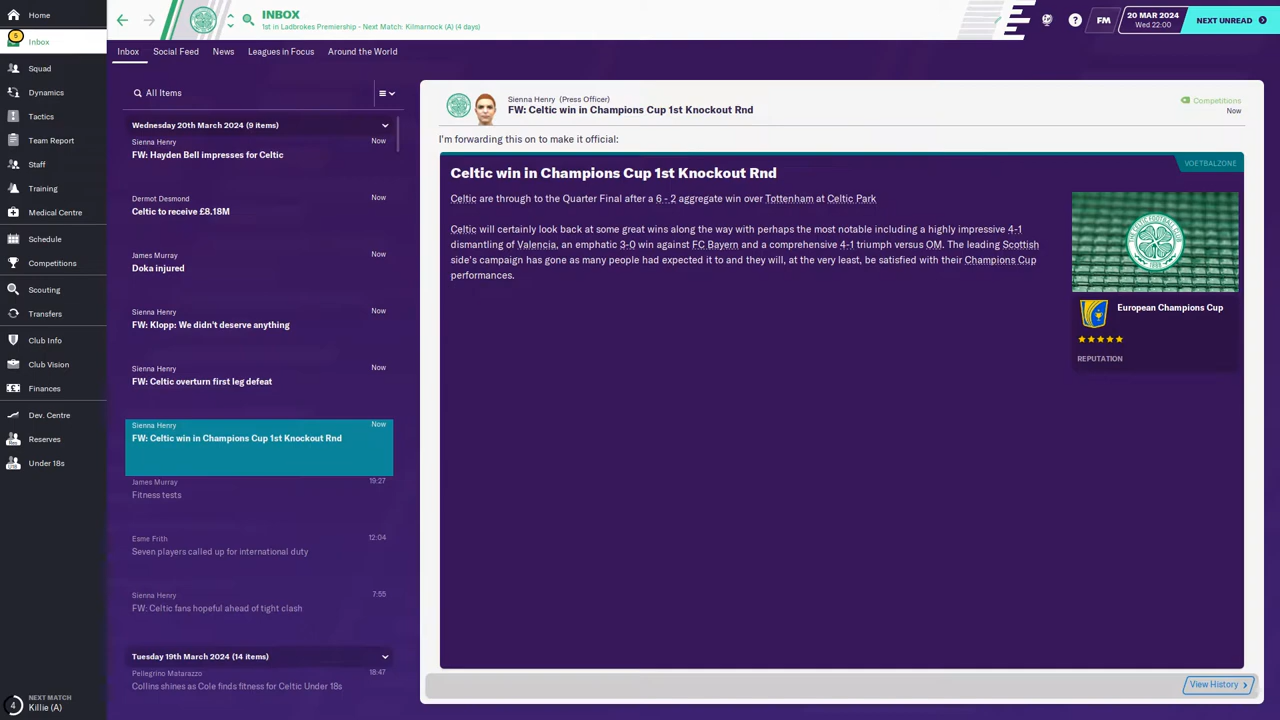 Home
5
Inbox
Squad
Dynamics
Tactics
Team Report
Staff
Training
Medical Centre
Schedule
Competitions
Scouting
Transfers
Club Info
Club Vision
Finances
Dev. Centre
Reserves
Under 18s
4
NEXT MATCH
Killie (A)
INBOX
1st in Ladbrokes Premiership - Next Match: Kilmarnock (A) (4 days)
FM
20 MAR 2024
Wed 22:00
NEXT UNREAD
Inbox
Social Feed
News
Leagues in Focus
Around the World
All Items
Wednesday 20th March 2024 (9 items)
Sienna Henry Now
FW: Hayden Bell impresses for Celtic
Dermot Desmond Now
Celtic to receive £8.18M
James Murray Now
Doka injured
Sienna Henry Now
FW: Klopp: We didn't deserve anything
Sienna Henry Now
FW: Celtic overturn first leg defeat
Sienna Henry Now
FW: Celtic win in Champions Cup 1st Knockout Rnd
James Murray 19:27
Fitness tests
Esme Frith 12:04
Seven players called up for international duty
Sienna Henry 7:55
FW: Celtic fans hopeful ahead of tight clash
Tuesday 19th March 2024 (14 items)
Pellegrino Matarazzo 18:47
Collins shines as Cole finds fitness for Celtic Under 18s
Sienna Henry (Press Officer)
FW: Celtic win in Champions Cup 1st Knockout Rnd
Competitions
Now
I'm forwarding this on to make it official:
VOETBALZONE
Celtic win in Champions Cup 1st Knockout Rnd
Celtic are through to the Quarter Final after a 6 - 2 aggregate win over Tottenham at Celtic Park
Celtic will certainly look back at some great wins along the way with perhaps the most notable including a highly impressive 4-1
dismantling of Valencia, an emphatic 3-0 win against FC Bayern and a comprehensive 4-1 triumph versus OM. The leading Scottish
side's campaign has gone as many people had expected it to and they will, at the very least, be satisfied with their Champions Cup
performances.
THE CELTIC FOOTBALL CLUB
1888
European Champions Cup
REPUTATION
View History